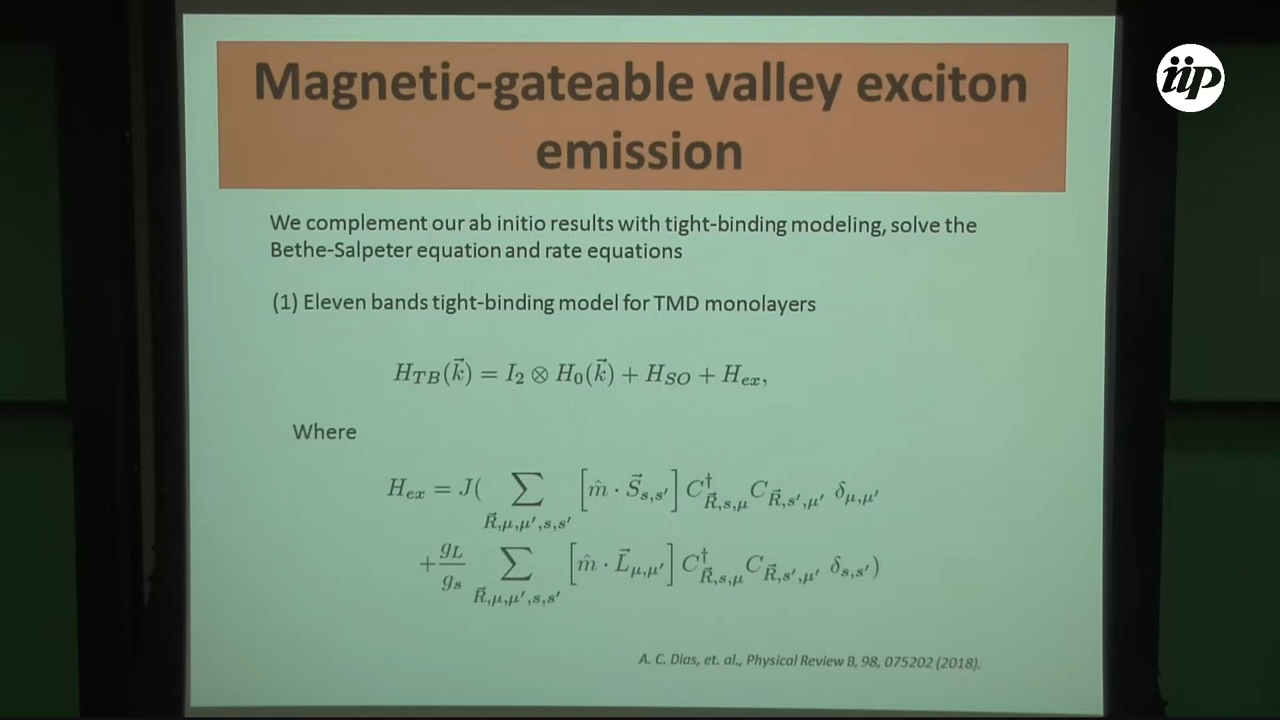 iip
Magnetic-gateable valley exciton
emission
We complement our ab initio results with tight-binding modeling, solve the
Bethe-Salpeter equation and rate equations
(1) Eleven bands tight-binding model for TMD monolayers
$H_{TB}(\vec{k}) = I_2 \otimes H_0(\vec{k}) + H_{SO} + H_{ex},$
Where
$H_{ex} = J( \sum_{\vec{R},\mu,\mu',s,s'} [\hat{m} \cdot \vec{S}_{s,s'}] C^{\dagger}_{\vec{R},s,\mu} C_{\vec{R},s',\mu'} \delta_{\mu,\mu'}$
$+ \frac{g_L}{g_s} \sum_{\vec{R},\mu,\mu',s,s'} [\hat{m} \cdot \vec{L}_{\mu,\mu'}] C^{\dagger}_{\vec{R},s,\mu} C_{\vec{R},s',\mu'} \delta_{s,s'})$
A. C. Dias, et. al., Physical Review B, 98, 075202 (2018).